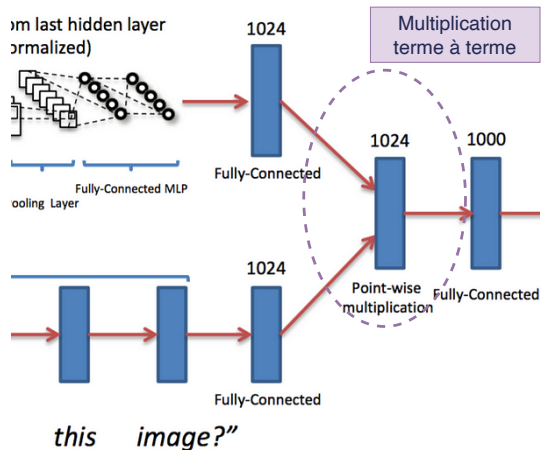 om last hidden layer
ormalized)
1024
Multiplication
terme à terme
Fully-Connected MLP
ooling Layer
Fully-Connected
1024
1000
1024
Point-wise
multiplication
Fully-Connected
Fully-Connected
this image?”